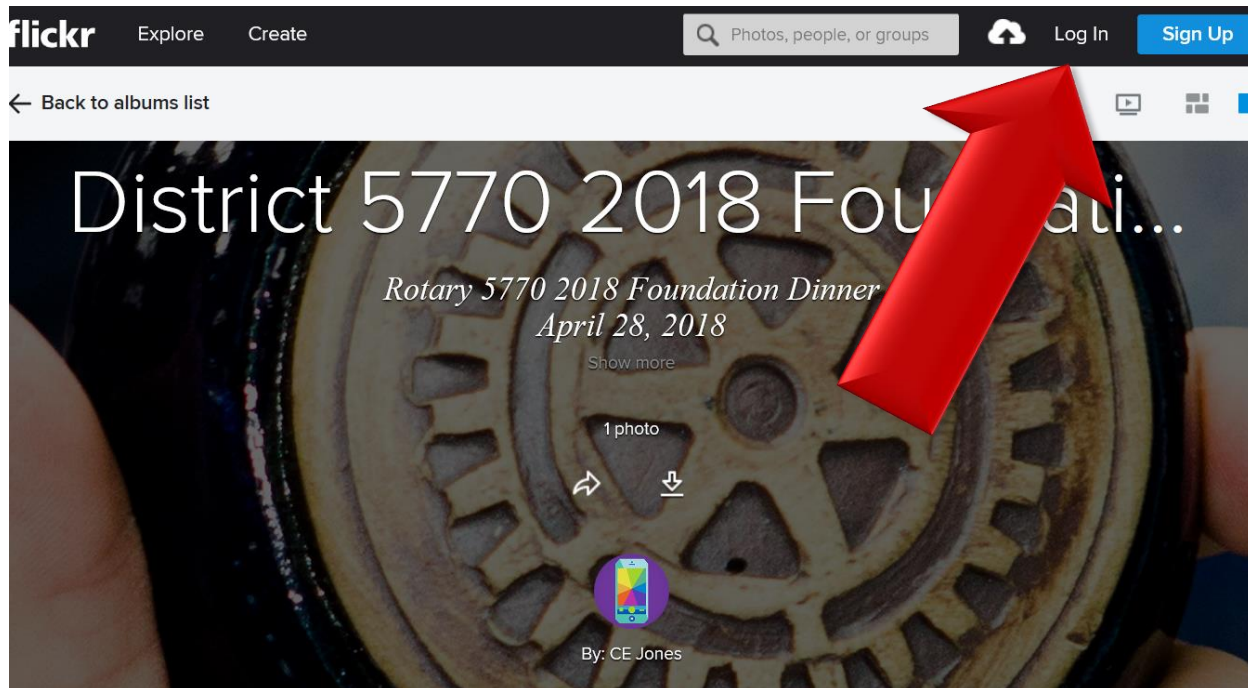 flickr Explore Create Photos, people, or groups Log In Sign Up
Back to albums list
District 5770 2018 Fou ati...
Rotary 5770 2018 Foundation Dinner
April 28, 2018
Show more
1 photo
By: CE Jones